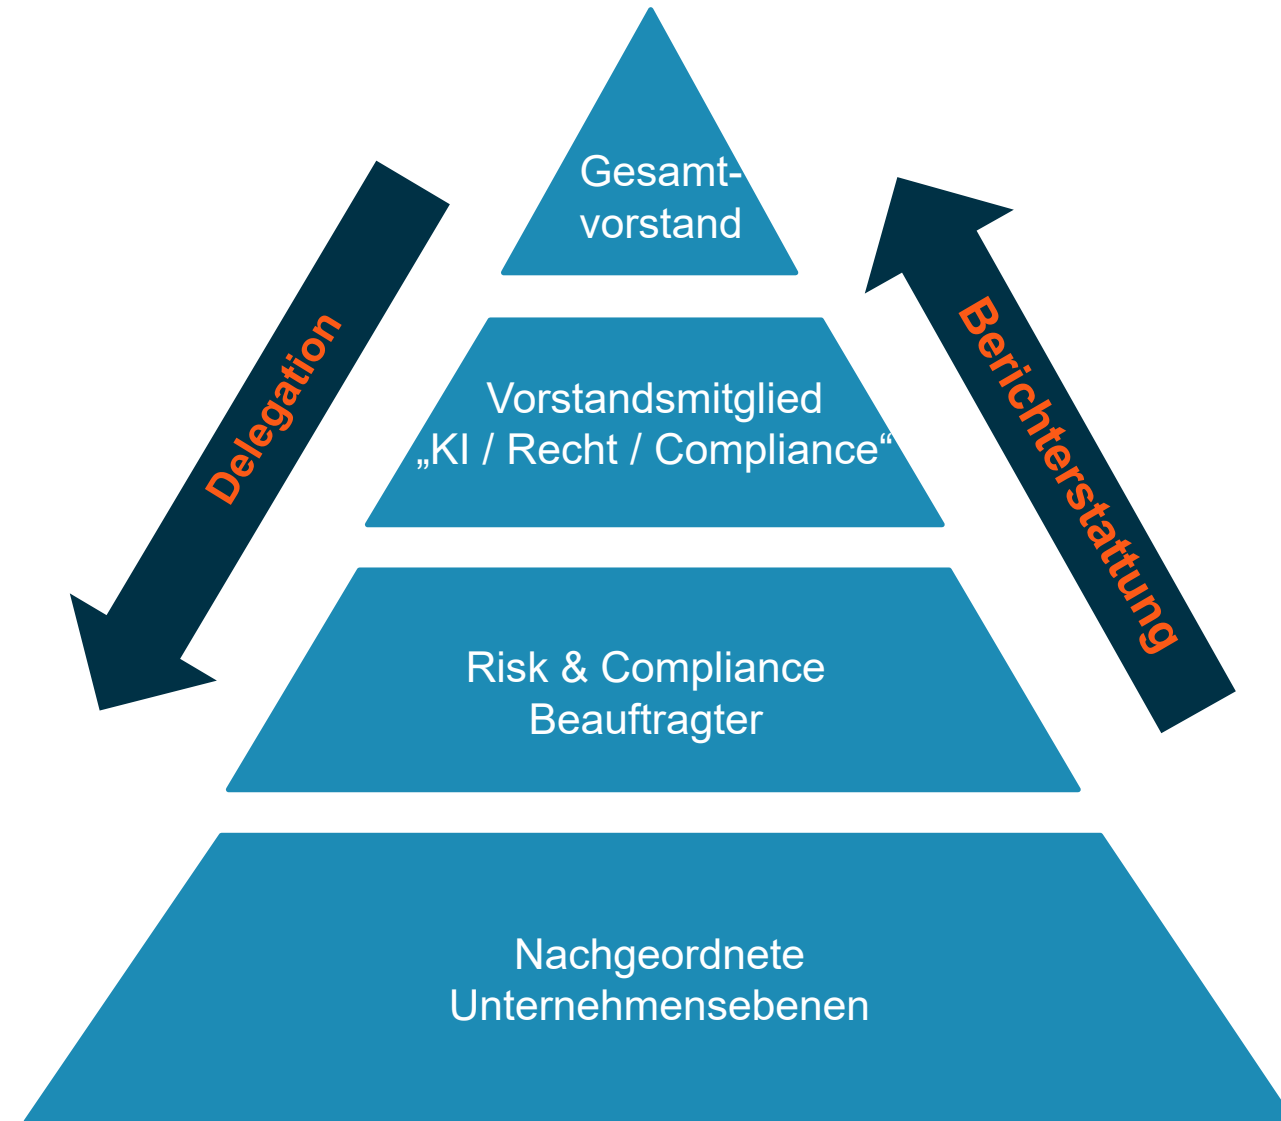 Gesamt-
vorstand
Delegation
Berichterstattung
Vorstandsmitglied
„KI / Recht / Compliance“
Risk & Compliance
Beauftragter
Nachgeordnete
Unternehmensebenen